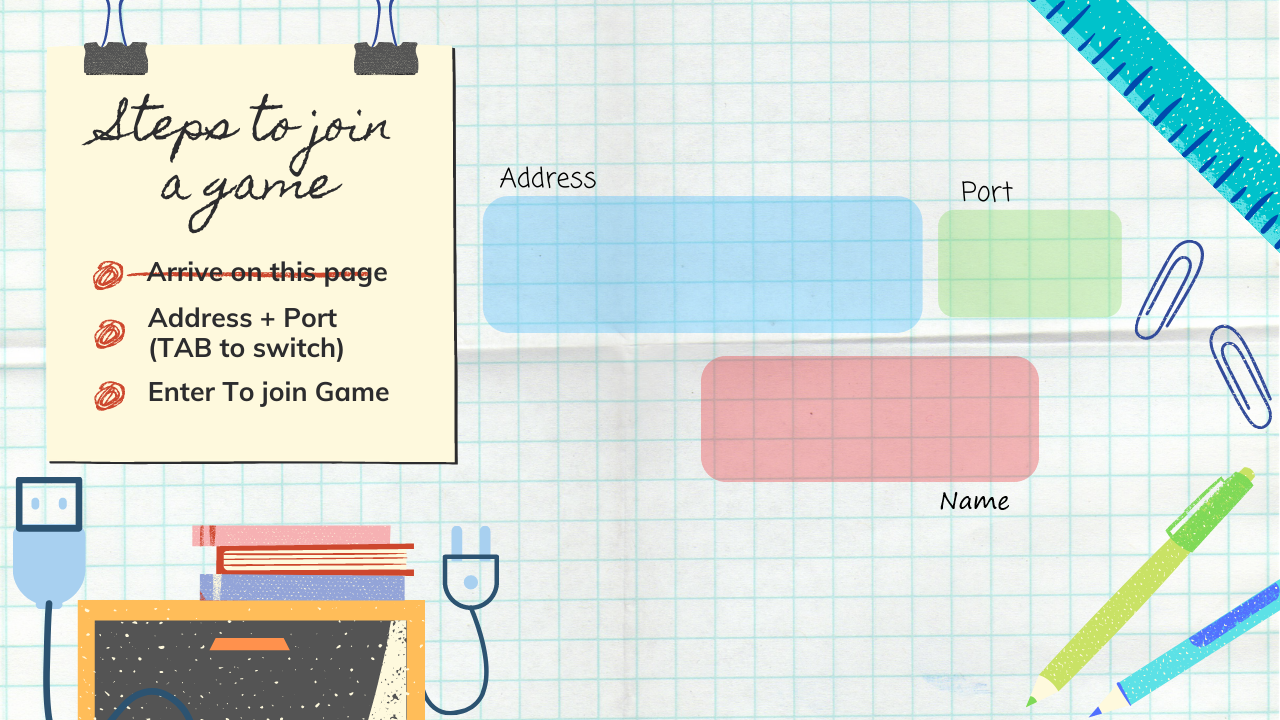 Steps to join
a game
Arrive on this page
Address + Port
(TAB to switch)
Enter To join Game
Address
Port
Name